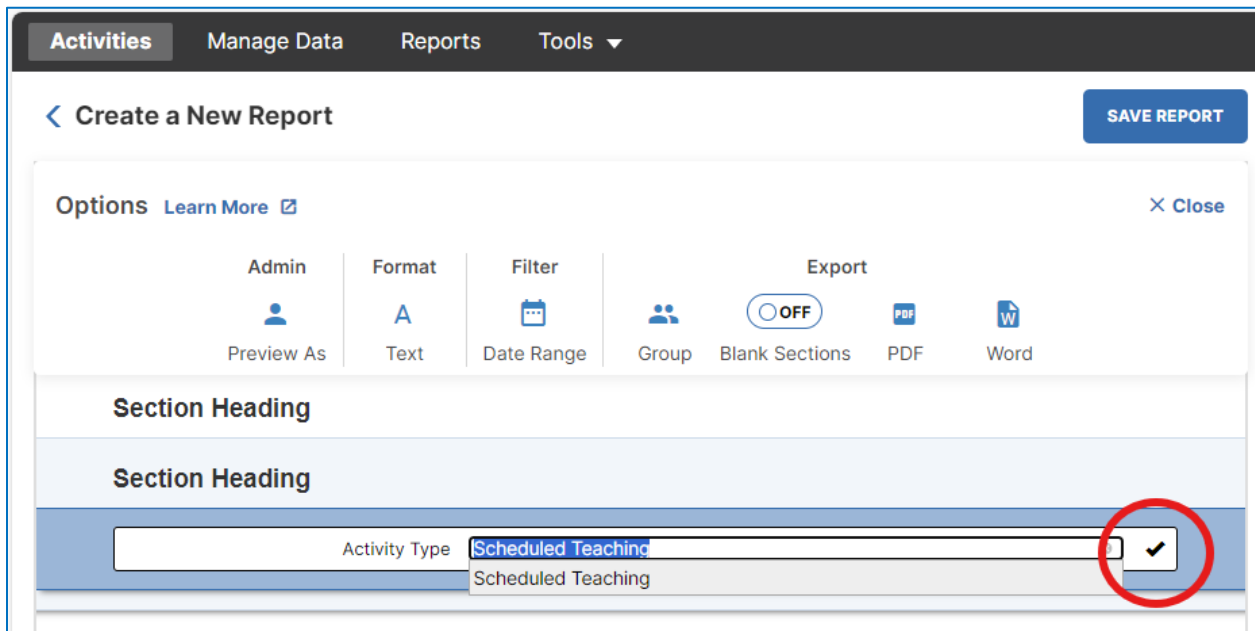 Activities Manage Data Reports Tools
Create a New Report SAVE REPORT
Options Learn More Close
Admin Format Filter Export
A OFF PDF W
Preview As Text Date Range Group Blank Sections PDF Word
Section Heading
Section Heading
Activity Type Scheduled Teaching
Scheduled Teaching